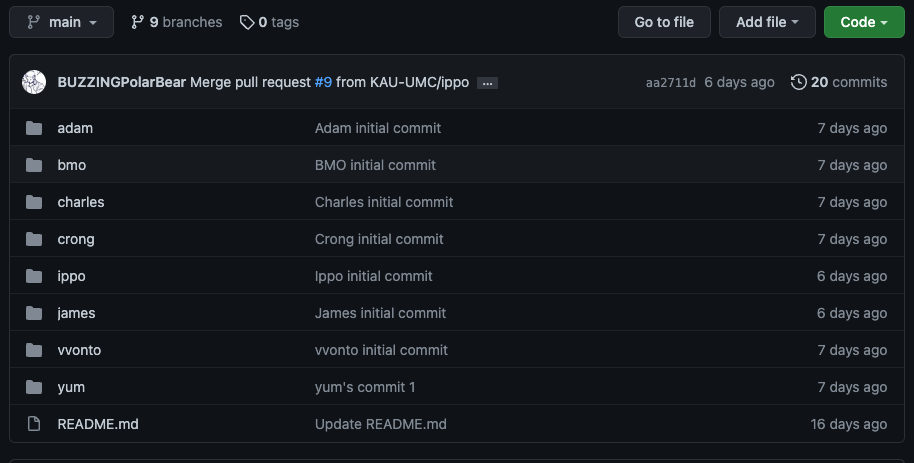 main 9 branches 0 tags Go to file Add file Code
BUZZINGPolarBear Merge pull request #9 from KAU-UMC/ippo ... aa2711d 6 days ago 20 commits
adam Adam initial commit 7 days ago
bmo BMO initial commit 7 days ago
charles Charles initial commit 7 days ago
crong Crong initial commit 7 days ago
ippo Ippo initial commit 6 days ago
james James initial commit 6 days ago
vvonto vvonto initial commit 7 days ago
yum yum's commit 1 7 days ago
README.md Update README.md 16 days ago